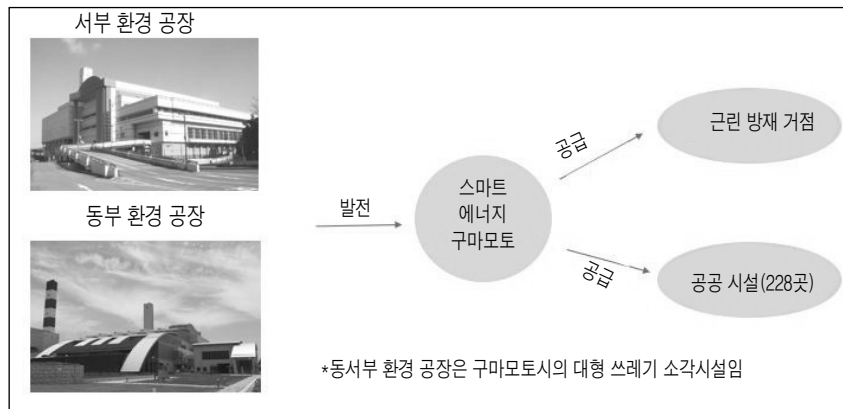 서부 환경 공장
동부 환경 공장
발전
스마트
에너지
구마모토
공급
근린 방재 거점
공급
공공 시설(228곳)
*동서부 환경 공장은 구마모토시의 대형 쓰레기 소각시설임